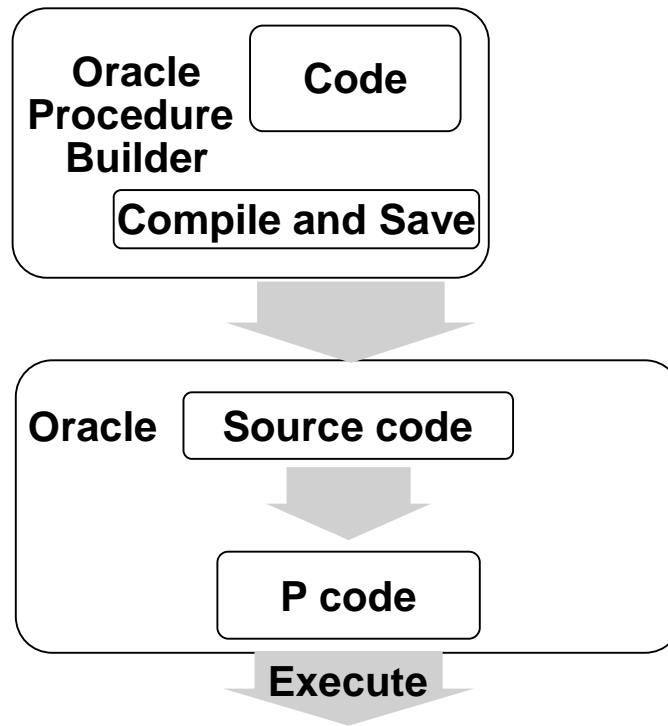 Oracle
Procedure
Builder
Code
Compile and Save
Oracle
Source code
P code
Execute